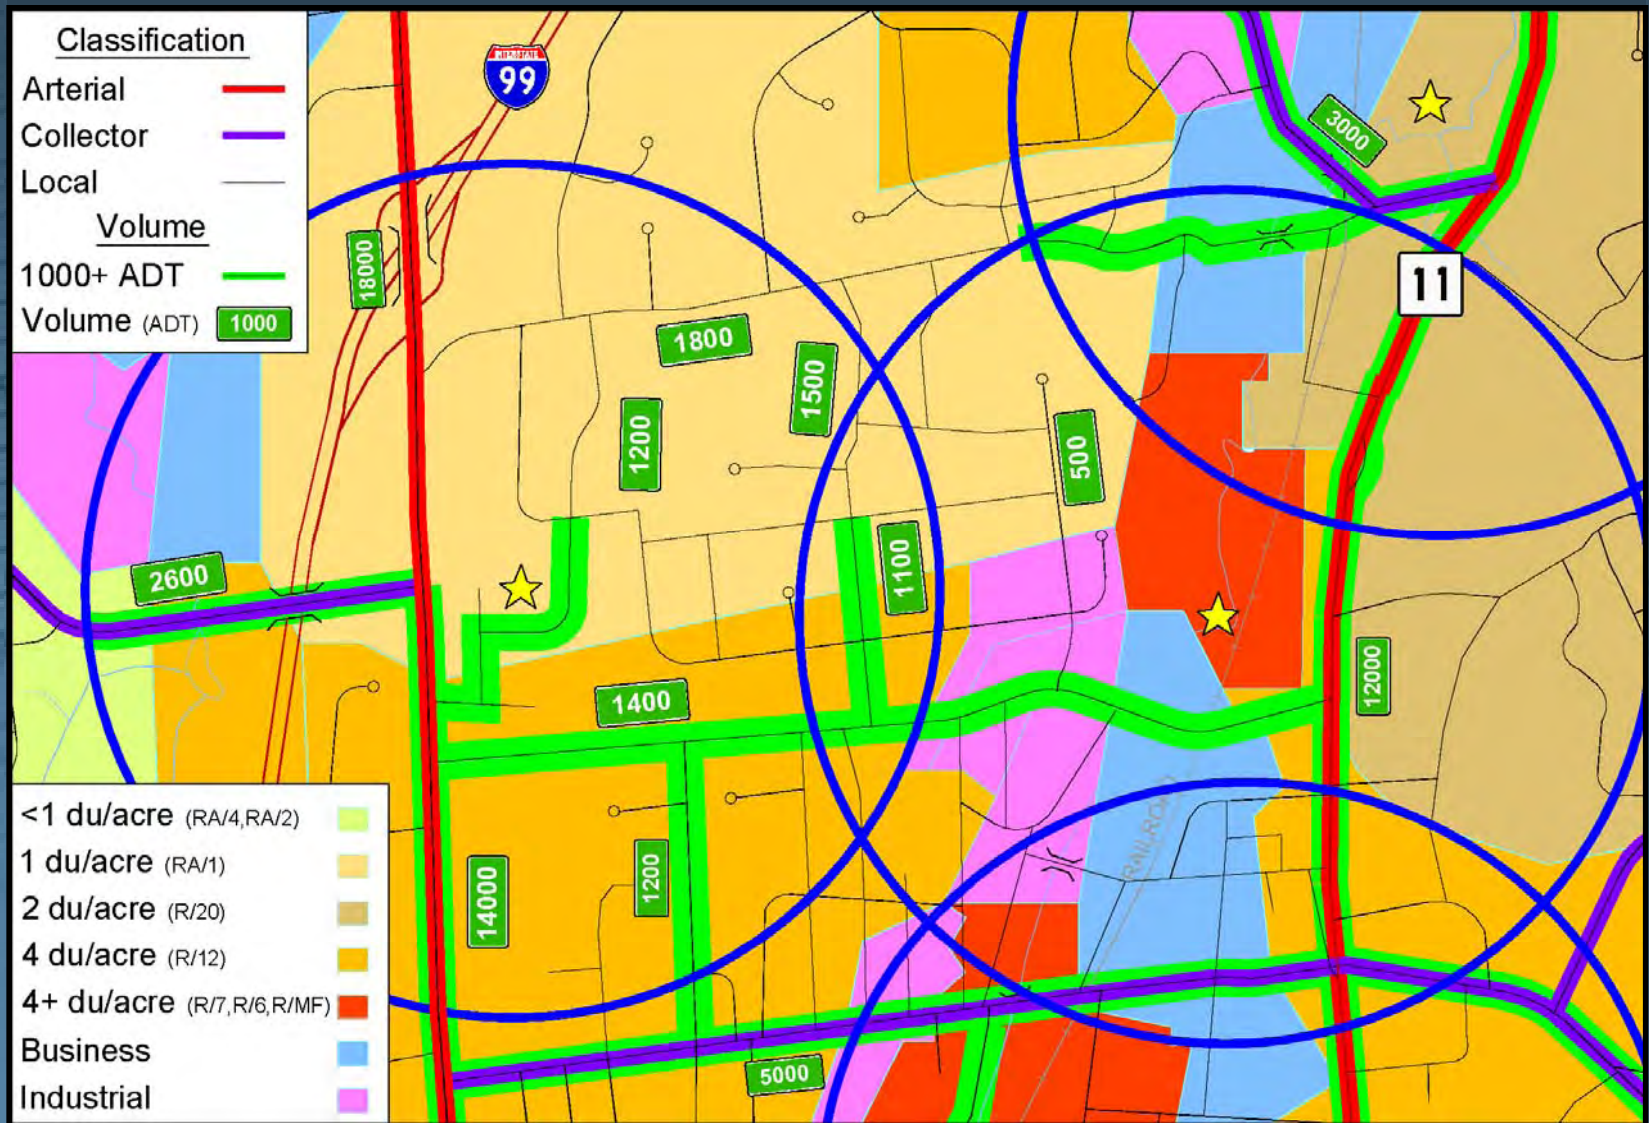 Classification
Arterial
Collector
Local
Volume
1000+ ADT
Volume (ADT) 1000
INTERSTATE
99
3000
18000
11
1800
1500
1200
500
2600
1100
1400
12000
14000
1200
RAILROAD
5000
<1 du/acre (RA/4,RA/2)
1 du/acre (RA/1)
2 du/acre (R/20)
4 du/acre (R/12)
4+ du/acre (R/7,R/6,R/MF)
Business
Industrial